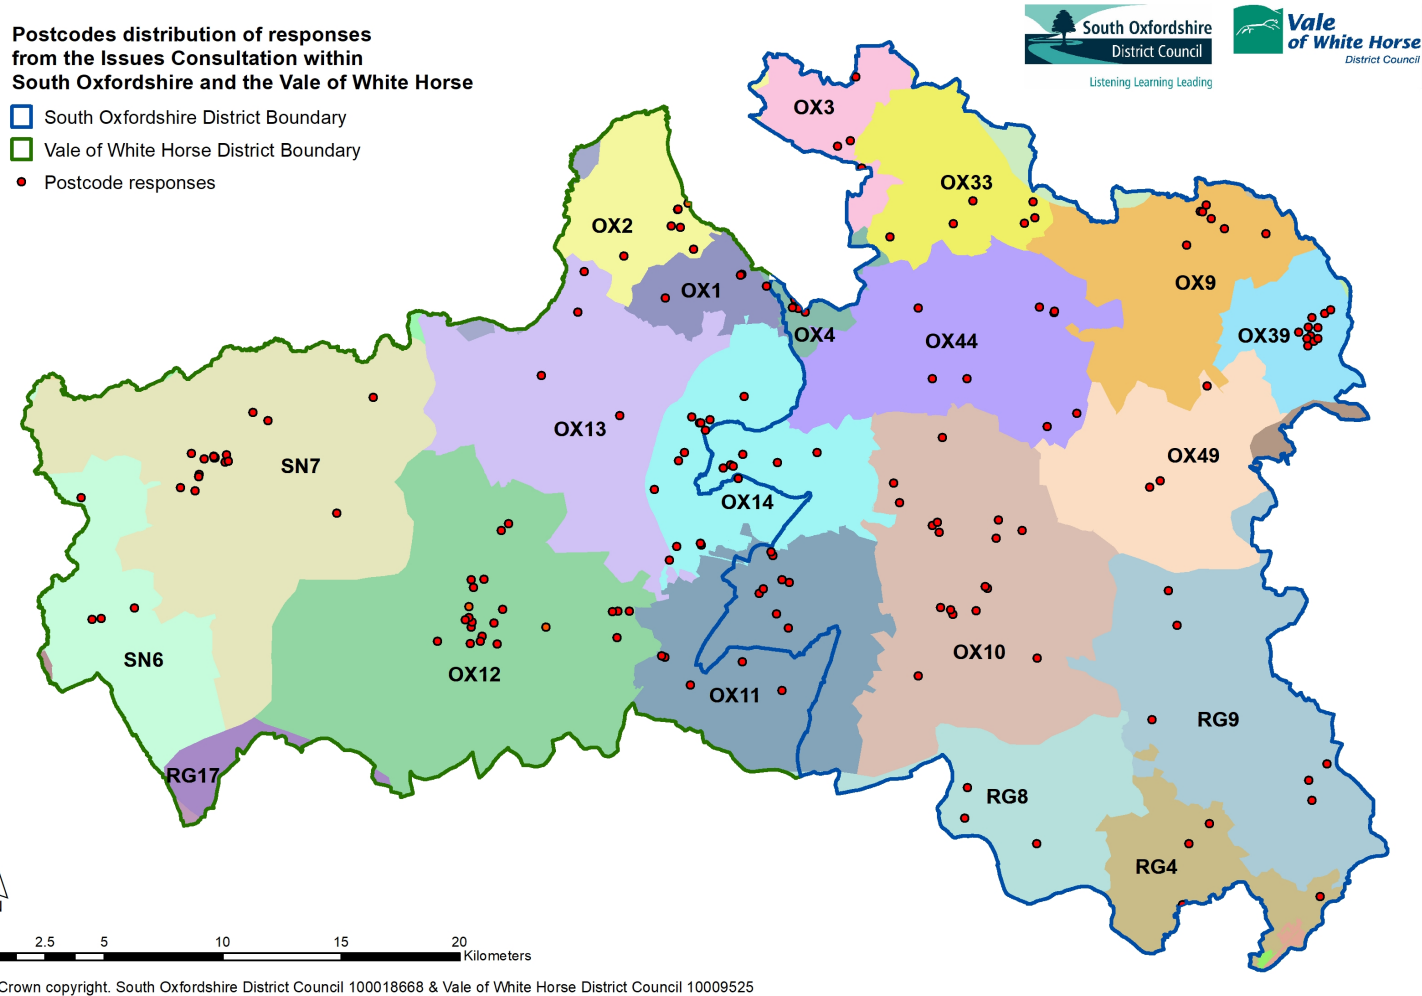 Postcodes distribution of responses
from the Issues Consultation within
South Oxfordshire and the Vale of White Horse
South Oxfordshire District Boundary
Vale of White Horse District Boundary
Postcode responses
South Oxfordshire
District Council
Listening Learning Leading
Vale
of White Horse
District Council
OX3
OX33
OX2
OX9
OX1
OX4
OX44
OX39
OX13
SN7
OX49
OX14
SN6
OX12
OX11
OX10
RG9
RG17
RG8
RG4
2.5 5 10 15 20
Kilometers
Crown copyright. South Oxfordshire District Council 100018668 & Vale of White Horse District Council 10009525